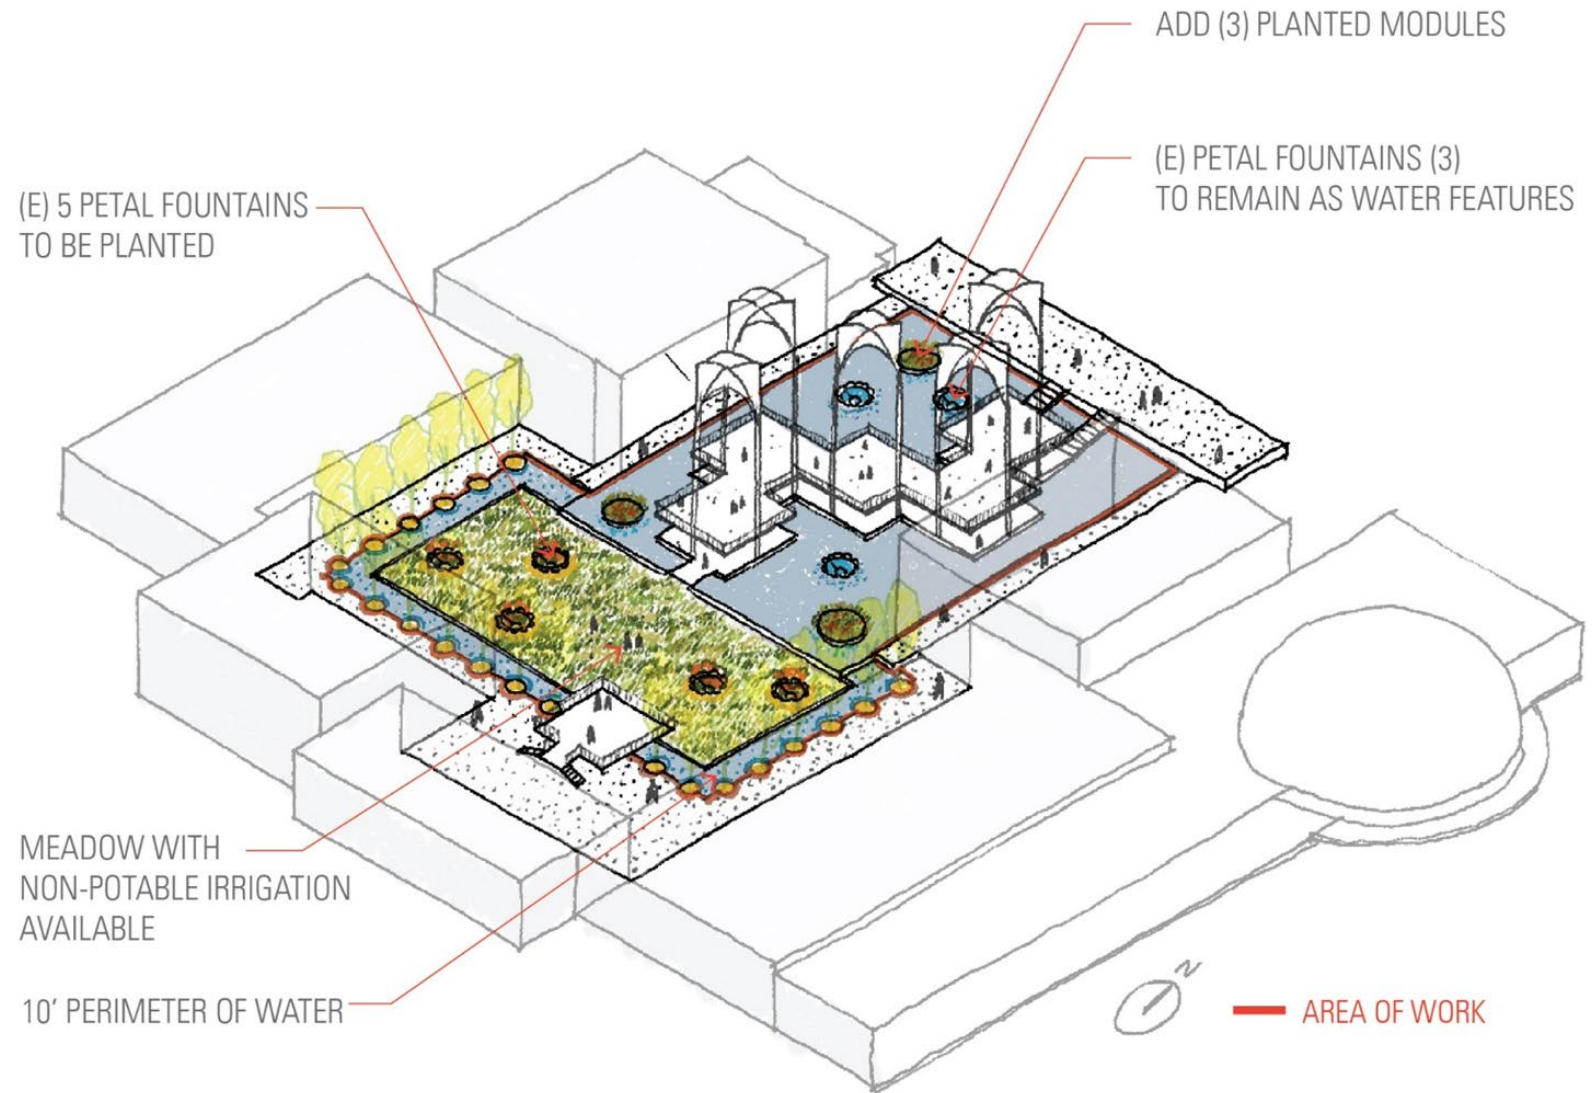 ADD (3) PLANTED MODULES
(E) PETAL FOUNTAINS (3)
TO REMAIN AS WATER FEATURES
(E) 5 PETAL FOUNTAINS
TO BE PLANTED
MEADOW WITH
NON-POTABLE IRRIGATION
AVAILABLE
10' PERIMETER OF WATER
N
AREA OF WORK